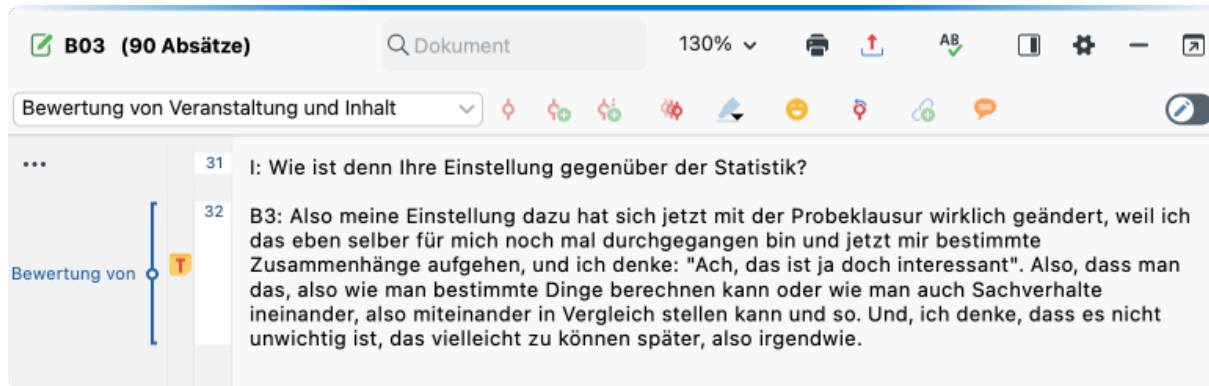 B03 (90 Absätze)
Dokument
130%
AB
Bewertung von Veranstaltung und Inhalt
31 I: Wie ist denn Ihre Einstellung gegenüber der Statistik?
32 B3: Also meine Einstellung dazu hat sich jetzt mit der Probeklausur wirklich geändert, weil ich
das eben selber für mich noch mal durchgegangen bin und jetzt mir bestimmte
Zusammenhänge aufgehen, und ich denke: "Ach, das ist ja doch interessant". Also, dass man
das, also wie man bestimmte Dinge berechnen kann oder wie man auch Sachverhalte
ineinander, also miteinander in Vergleich stellen kann und so. Und, ich denke, dass es nicht
unwichtig ist, das vielleicht zu können später, also irgendwie.
Bewertung von
T